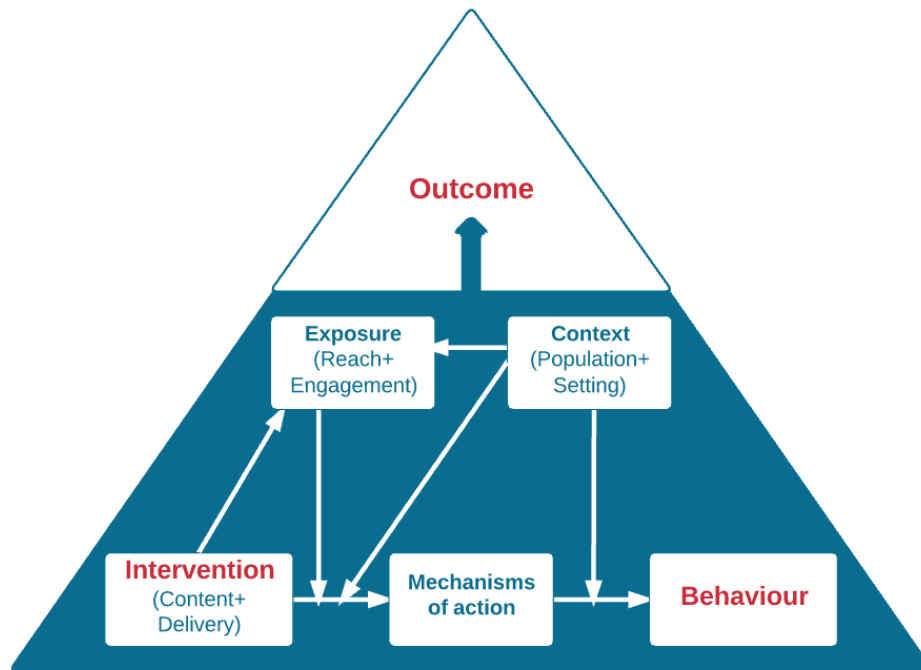 Outcome
Exposure
(Reach+
Engagement)
Context
(Population+
Setting)
Intervention
(Content+
Delivery)
Mechanisms
of action
Behaviour